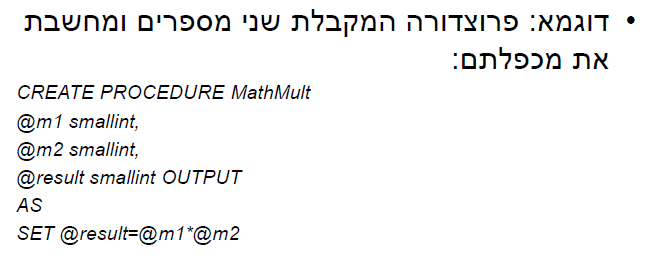 • דוגמא: פרוצדורה המקבלת שני מספרים ומחשבת
את מכפלתם:
CREATE PROCEDURE MathMult
@m1 smallint,
@m2 smallint,
@result smallint OUTPUT
AS
SET @result=@m1*@m2